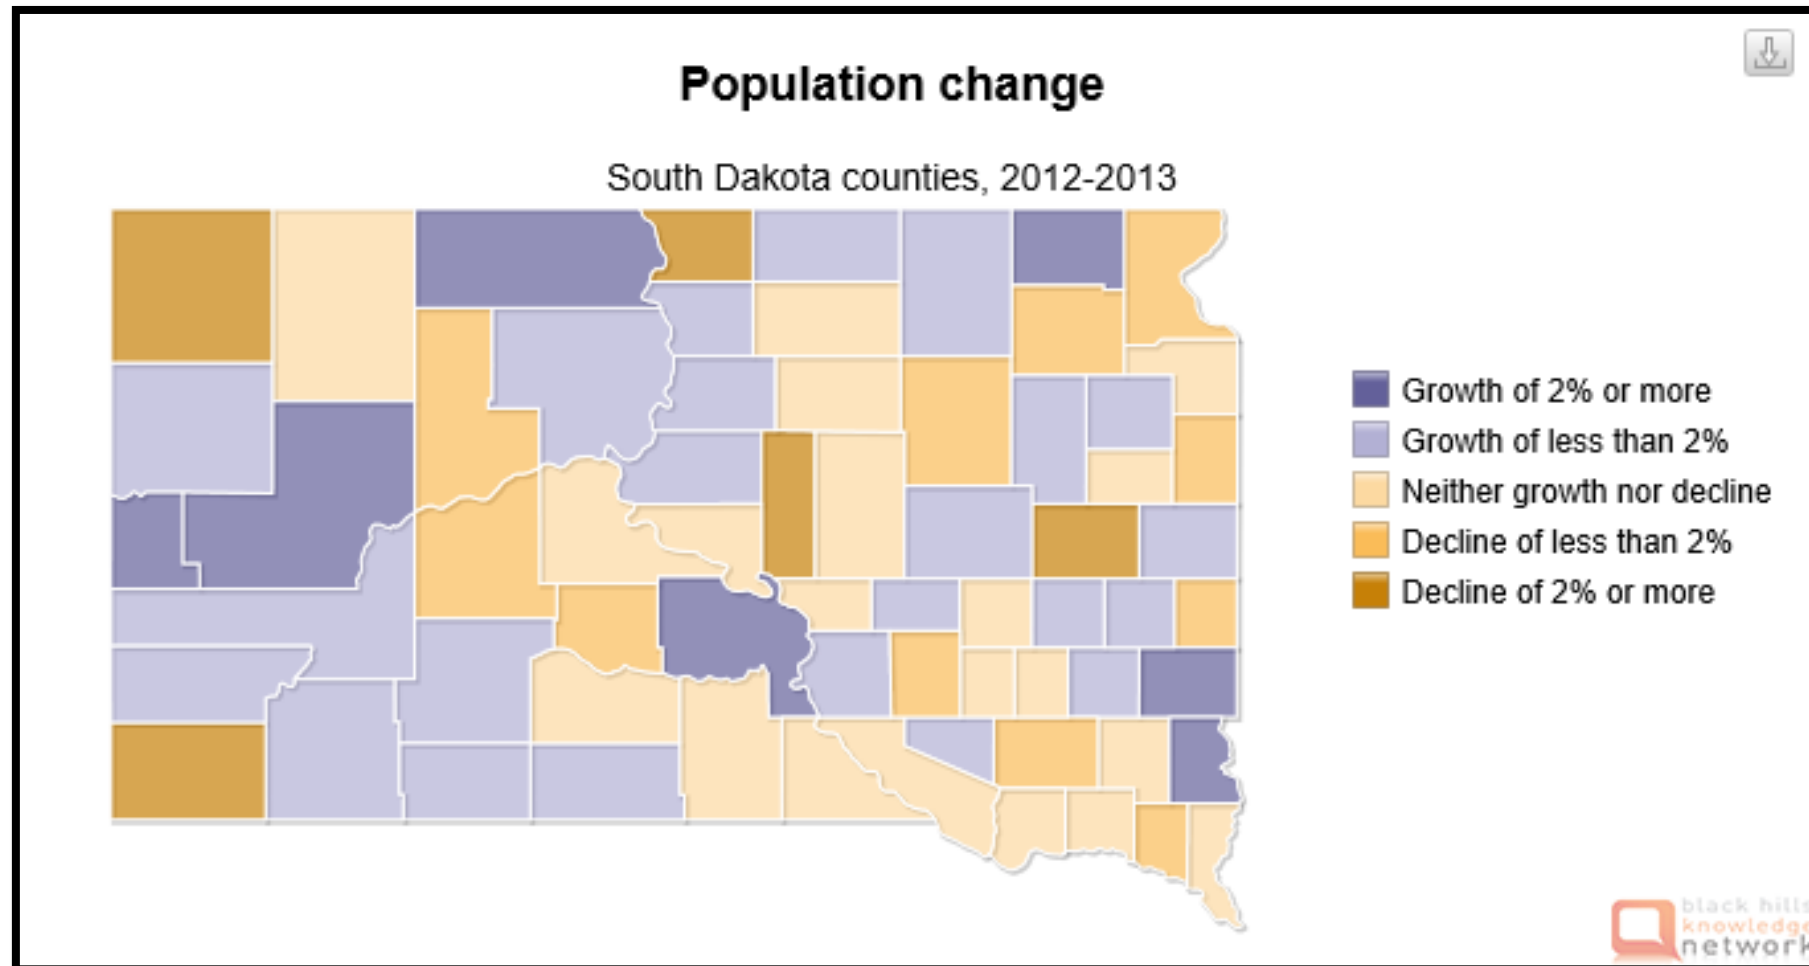 Population change
South Dakota counties, 2012-2013
Growth of 2% or more
Growth of less than 2%
Neither growth nor decline
Decline of less than 2%
Decline of 2% or more
black hills
knowledge
network